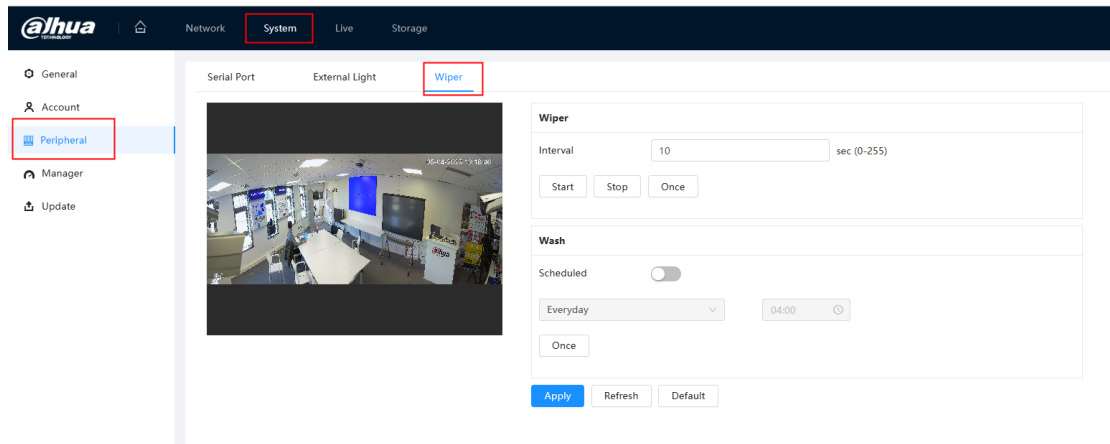 alhua
TECHNOLOGY
Network System Live Storage
General
Account
Peripheral
Manager
Update
Serial Port External Light Wiper
Wiper
Interval 10 sec (0-255)
Start Stop Once
Wash
Scheduled
Everyday 04:00
Once
Apply Refresh Default
alhua